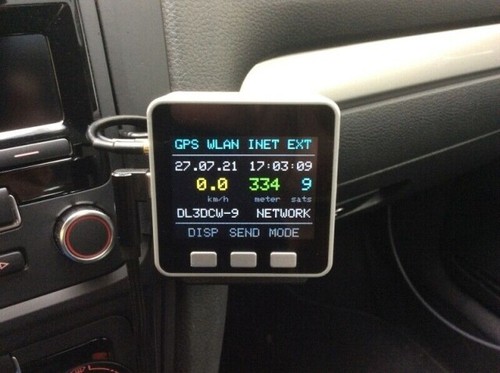 GPS WLAN INET EXT
27.07.21 17:03:09
0.0 334 9
km/h meter sats
DL3DCW-9 NETWORK
DISP SEND MODE